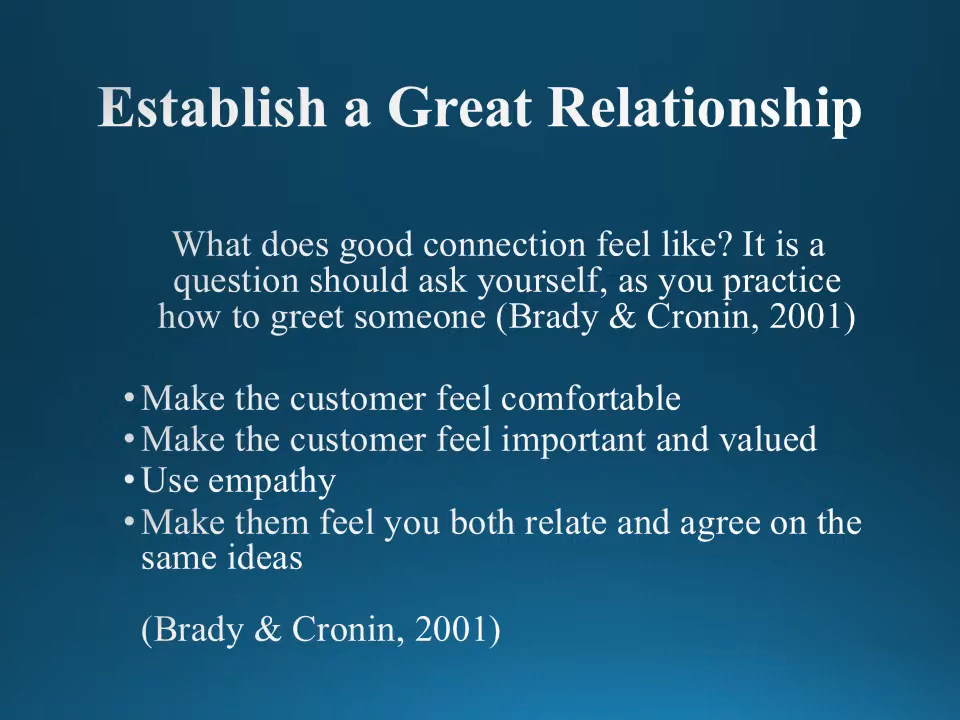 Establish a Great Relationship
What does good connection feel like? It is a
question should ask yourself, as you practice
how to greet someone (Brady & Cronin, 2001)
•Make the customer feel comfortable
•Make the customer feel important and valued
•Use empathy
•Make them feel you both relate and agree on the
same ideas
(Brady & Cronin, 2001)